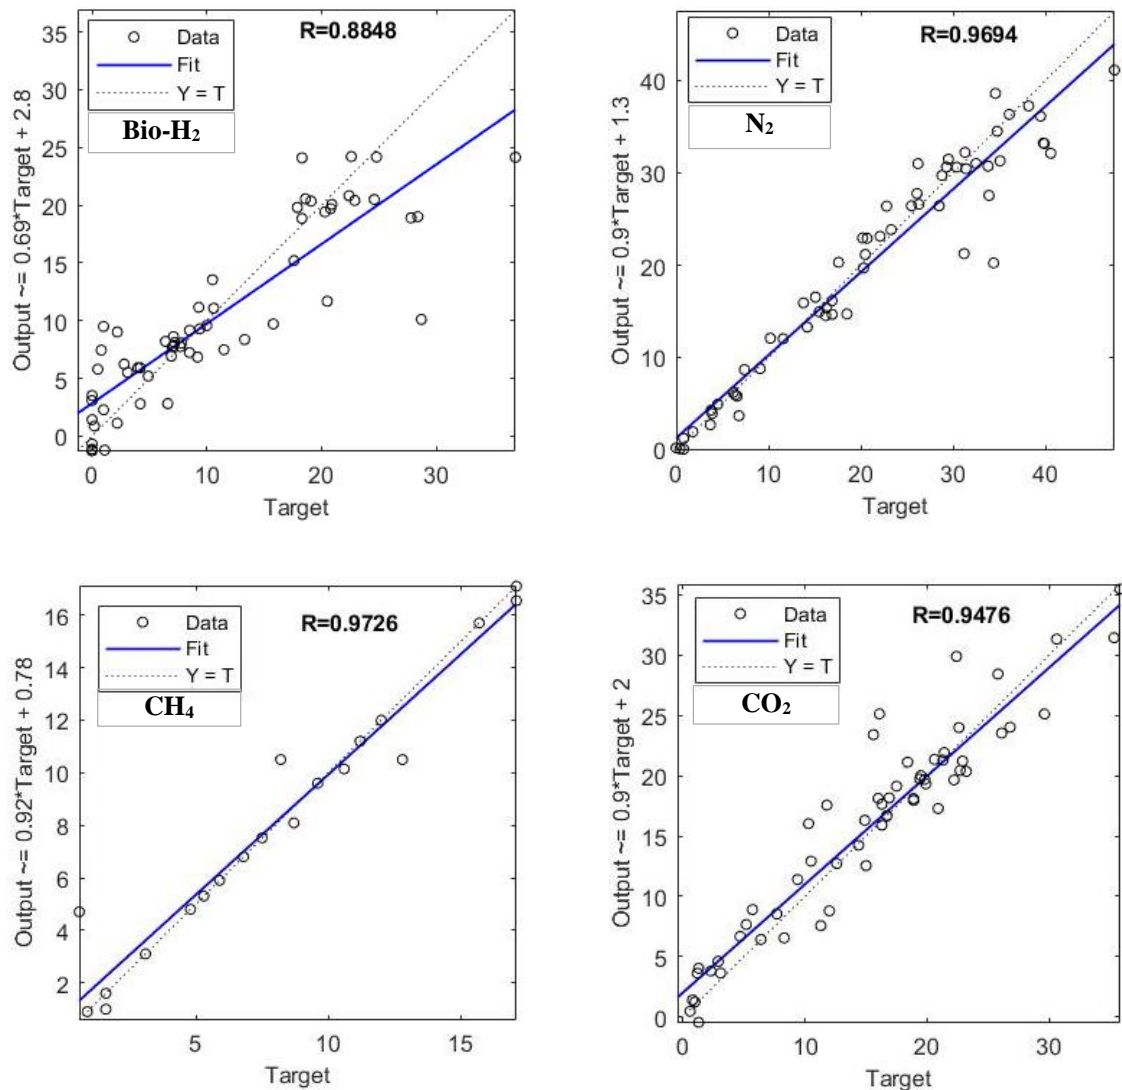 R=0.8848
Data
Fit
Y = T
Bio-H₂
Output ~= 0.69*Target + 2.8
35
30
25
20
15
10
5
0
0 10 20 30
Target
R=0.9694
Data
Fit
Y = T
N₂
Output ~= 0.9*Target + 1.3
40
30
20
10
0
0 10 20 30 40
Target
R=0.9726
Data
Fit
Y = T
CH₄
Output ~= 0.92*Target + 0.78
16
14
12
10
8
6
4
2
5 10 15
Target
R=0.9476
Data
Fit
Y = T
CO₂
Output ~= 0.9*Target + 2
35
30
25
20
15
10
5
0
0 10 20 30
Target